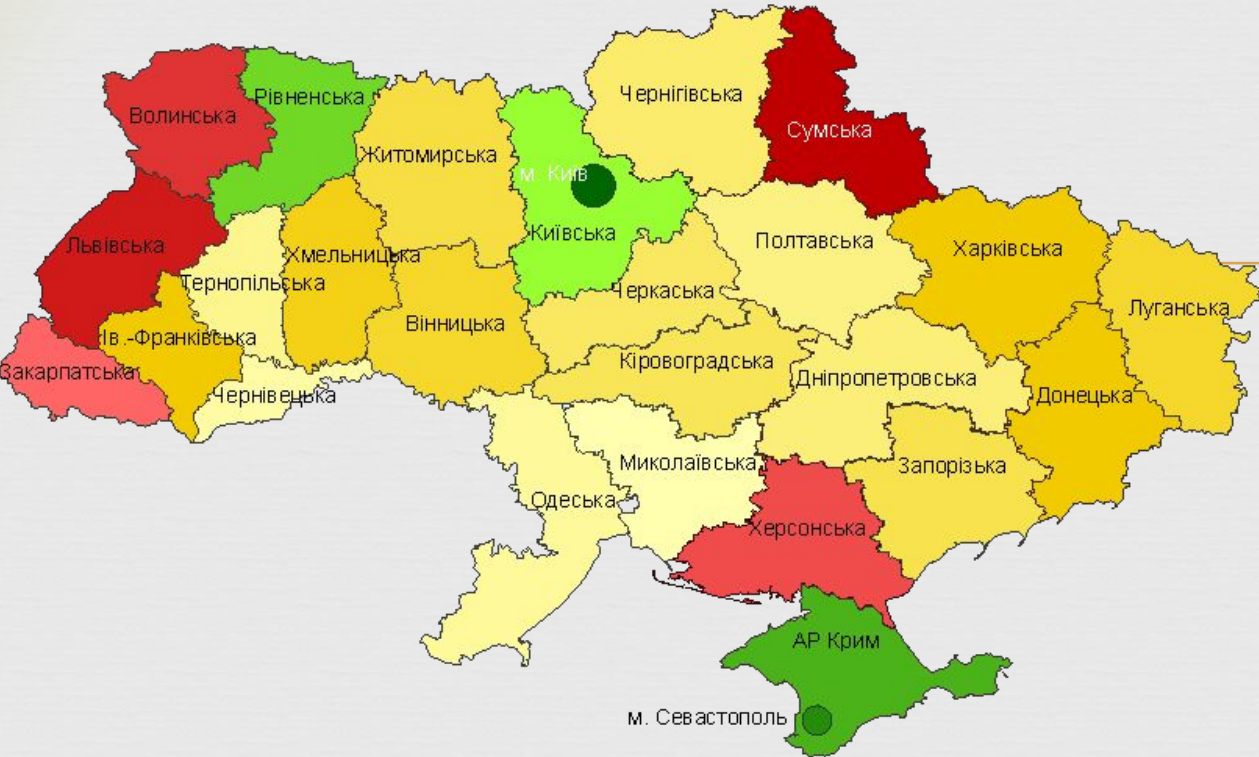 Чернігівська
Рівненська
Волинська
Сумська
Житомирська
м. Київ
Київська
Полтавська
Львівська
Харківська
Хмельницька
Тернопільська
Черкаська
Луганська
Вінницька
Ів.-Франківська
Кіровоградська
Закарпатська
Дніпропетровська
Чернівецька
Донецька
Миколаївська
Запорізька
Одеська
Херсонська
АР Крим
м. Севастополь